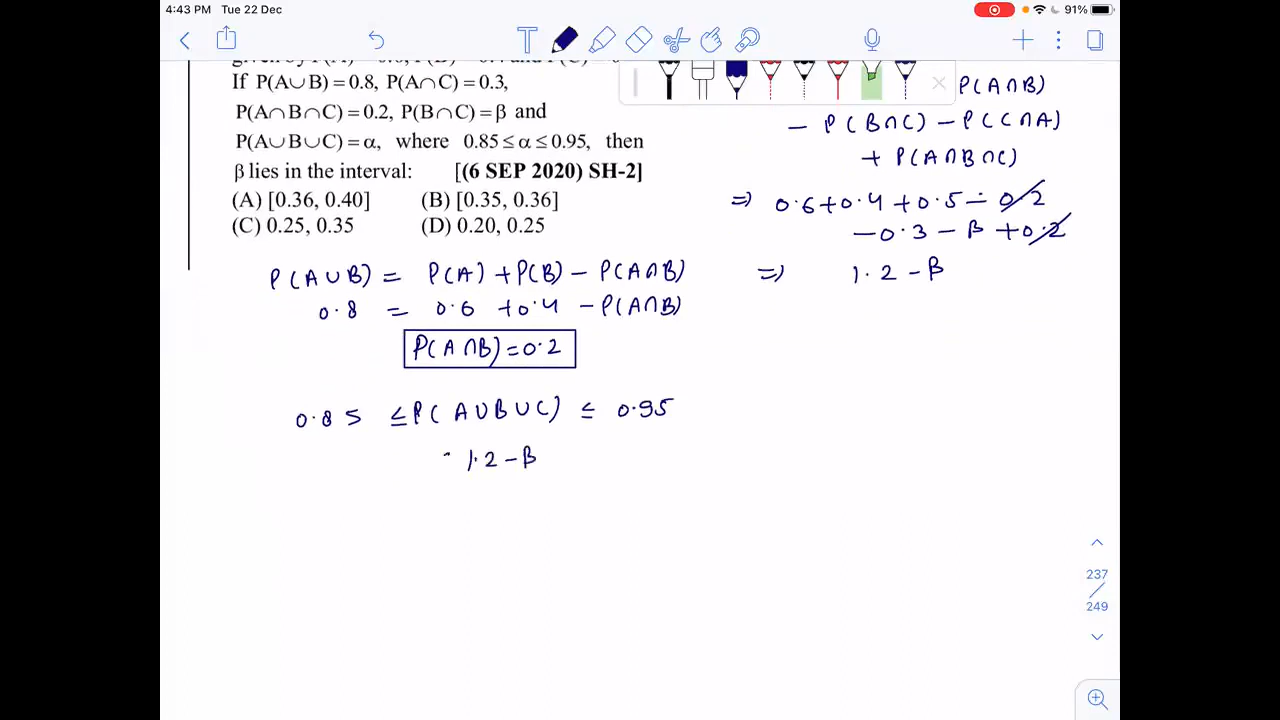 4:43 PM Tue 22 Dec
91%
T
If P(A∪B) = 0.8, P(A∩C) = 0.3,
P(A∩B∩C) = 0.2, P(B∩C) = β and
P(A∪B∪C) = α, where 0.85 ≤ α ≤ 0.95, then
β lies in the interval: [(6 SEP 2020) SH-2]
(A) [0.36, 0.40] (B) [0.35, 0.36]
(C) 0.25, 0.35 (D) 0.20, 0.25
P(A∩B)
− P(B∩C) − P(C∩A)
+ P(A∩B∩C)
⇒ 0.6 + 0.4 + 0.5 − 0.2
− 0.3 − β + 0.2
⇒ 1.2 − β
P(A∪B) = P(A) + P(B) − P(A∩B)
0.8 = 0.6 + 0.4 − P(A∩B)
P(A∩B) = 0.2
0.85 ≤ P(A∪B∪C) ≤ 0.95
1.2 − β
237
249